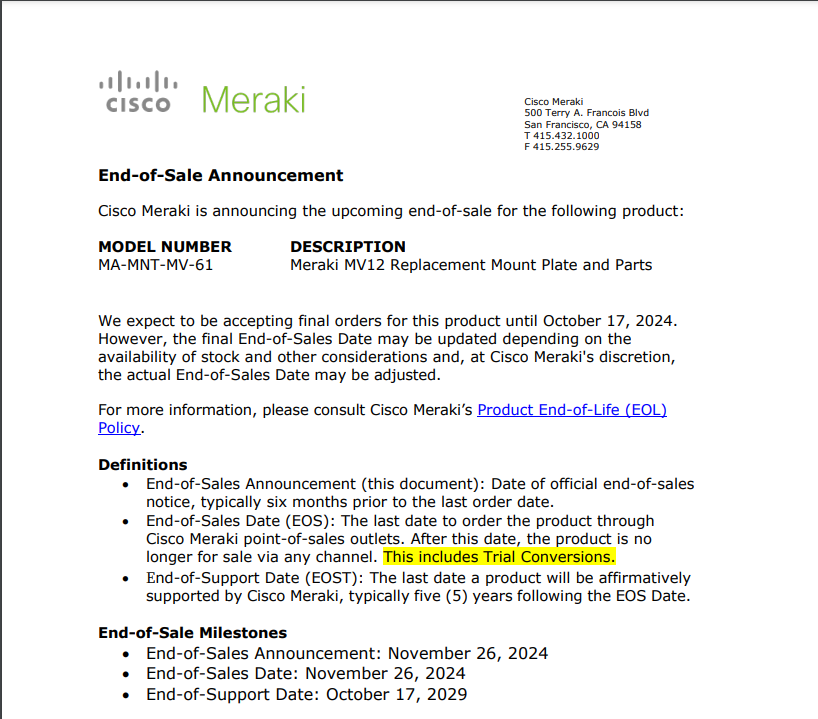 CISCO Meraki
Cisco Meraki
500 Terry A. Francois Blvd
San Francisco, CA 94158
T 415.432.1000
F 415.255.9629
End-of-Sale Announcement
Cisco Meraki is announcing the upcoming end-of-sale for the following product:
MODEL NUMBER DESCRIPTION
MA-MNT-MV-61 Meraki MV12 Replacement Mount Plate and Parts
We expect to be accepting final orders for this product until October 17, 2024.
However, the final End-of-Sales Date may be updated depending on the
availability of stock and other considerations and, at Cisco Meraki's discretion,
the actual End-of-Sales Date may be adjusted.
For more information, please consult Cisco Meraki’s Product End-of-Life (EOL)
Policy.
Definitions
• End-of-Sales Announcement (this document): Date of official end-of-sales
notice, typically six months prior to the last order date.
• End-of-Sales Date (EOS): The last date to order the product through
Cisco Meraki point-of-sales outlets. After this date, the product is no
longer for sale via any channel. This includes Trial Conversions.
• End-of-Support Date (EOST): The last date a product will be affirmatively
supported by Cisco Meraki, typically five (5) years following the EOS Date.
End-of-Sale Milestones
• End-of-Sales Announcement: November 26, 2024
• End-of-Sales Date: November 26, 2024
• End-of-Support Date: October 17, 2029